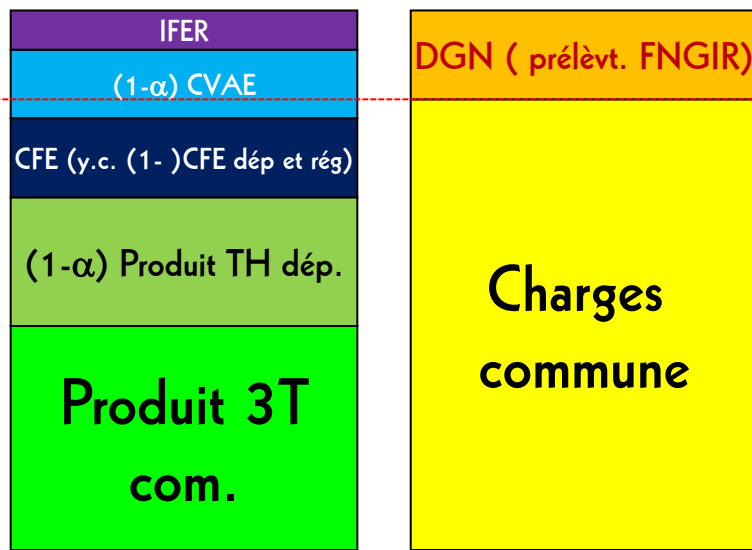 IFER
(1-α) CVAE
CFE (y.c. (1- )CFE dép et rég)
(1-α) Produit TH dép.
Produit 3T
com.
DGN ( prélèvt. FNGIR)
Charges
commune